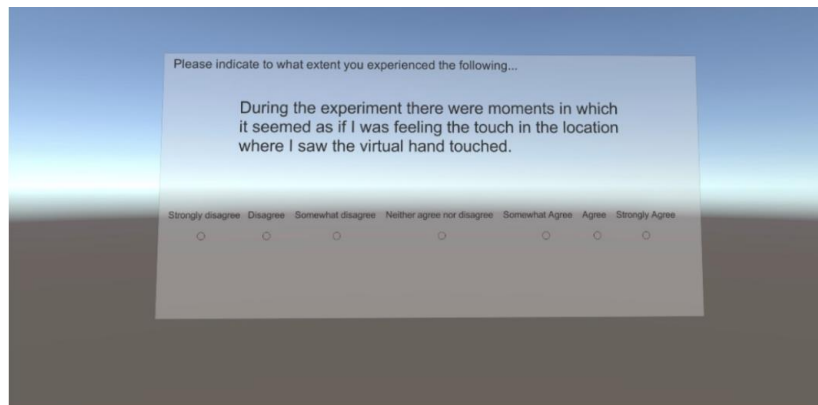 Please indicate to what extent you experienced the following...
During the experiment there were moments in which
it seemed as if I was feeling the touch in the location
where I saw the virtual hand touched.
Strongly disagree Disagree Somewhat disagree Neither agree nor disagree Somewhat Agree Agree Strongly Agree